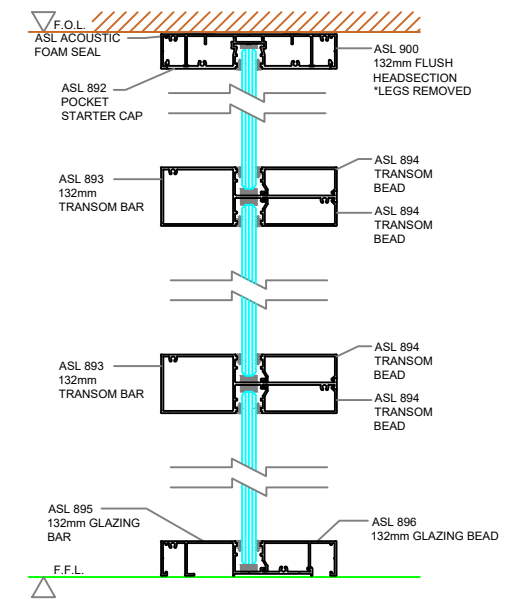 F.O.L.
ASL ACOUSTIC
FOAM SEAL
ASL 900
132mm FLUSH
HEADSECTION
*LEGS REMOVED
ASL 892
POCKET
STARTER CAP
ASL 893
132mm
TRANSOM BAR
ASL 894
TRANSOM
BEAD
ASL 894
TRANSOM
BEAD
ASL 893
132mm
TRANSOM BAR
ASL 894
TRANSOM
BEAD
ASL 894
TRANSOM
BEAD
ASL 895
132mm GLAZING
BAR
ASL 896
132mm GLAZING BEAD
F.F.L.